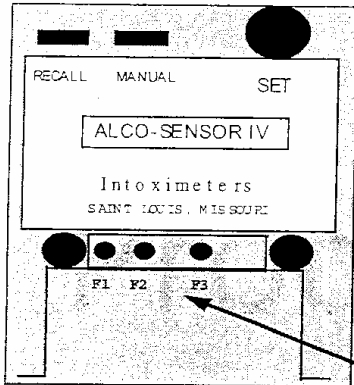 RECALL MANUAL SET
ALCO-SENSOR IV
Intoximeters
SAINT LOUIS, MISSOURI
F1 F2 F3